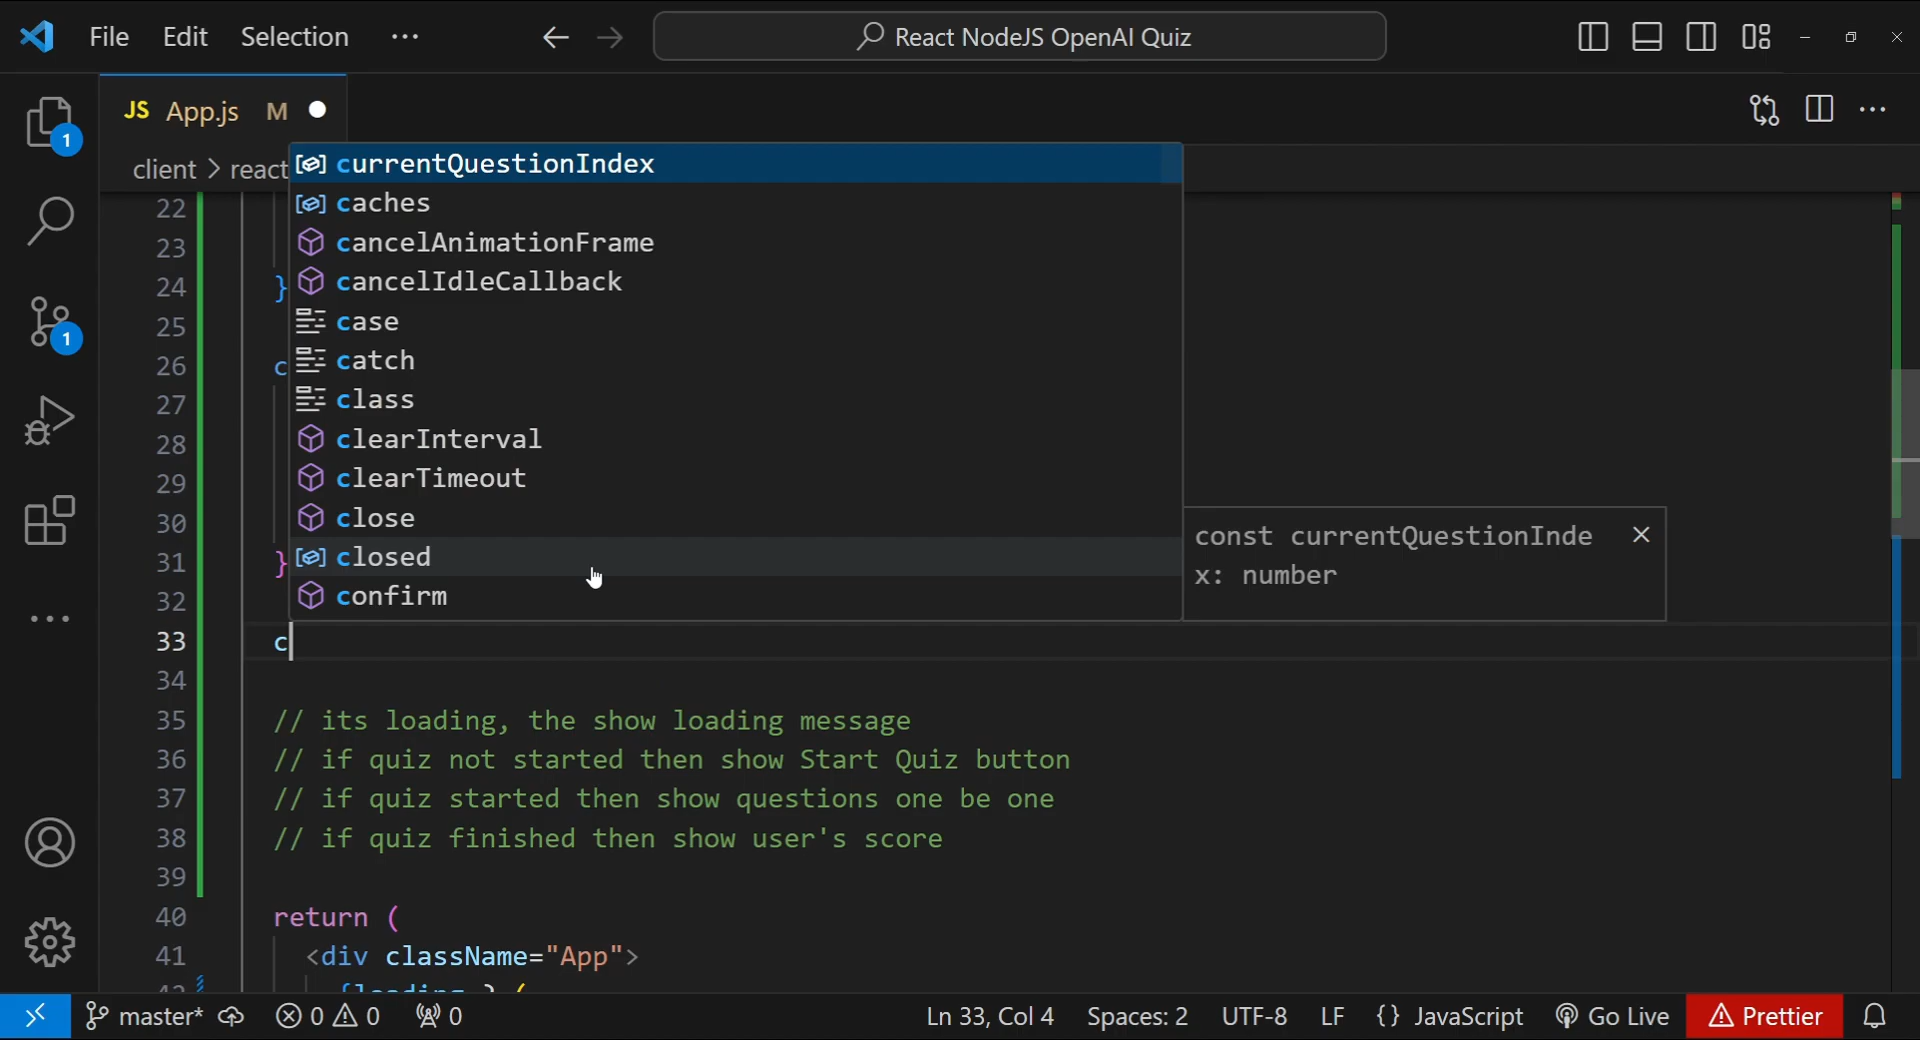 File Edit Selection ... React NodeJS OpenAI Quiz
JS App.js M
client > react
1
22
23
24 }
25
26 c
27
28
29
30
31 }
32
currentQuestionIndex
caches
cancelAnimationFrame
cancelIdleCallback
case
catch
class
clearInterval
clearTimeout
close
closed
confirm
const currentQuestionInde
x: number
1
33 c
34
35 // its loading, the show loading message
36 // if quiz not started then show Start Quiz button
37 // if quiz started then show questions one be one
38 // if quiz finished then show user's score
39
40 return (
41 <div className="App">
master* 0 0 0 Ln 33, Col 4 Spaces: 2 UTF-8 LF {} JavaScript Go Live Prettier